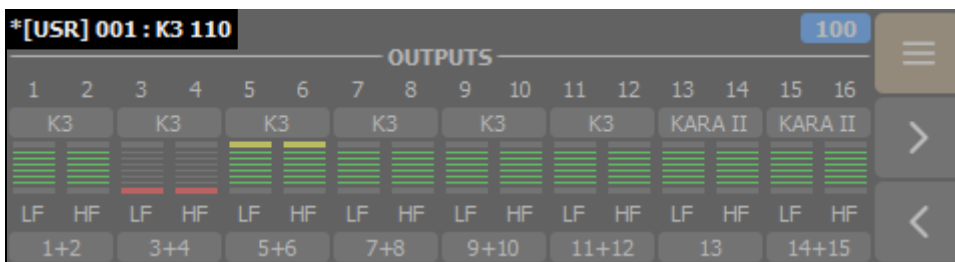 *[USR] 001 : K3 110
100
OUTPUTS
1 2 3 4 5 6 7 8 9 10 11 12 13 14 15 16
K3 K3 K3 K3 K3 K3 KARA II KARA II
LF HF LF HF LF HF LF HF LF HF LF HF LF HF LF HF
1+2 3+4 5+6 7+8 9+10 11+12 13 14+15